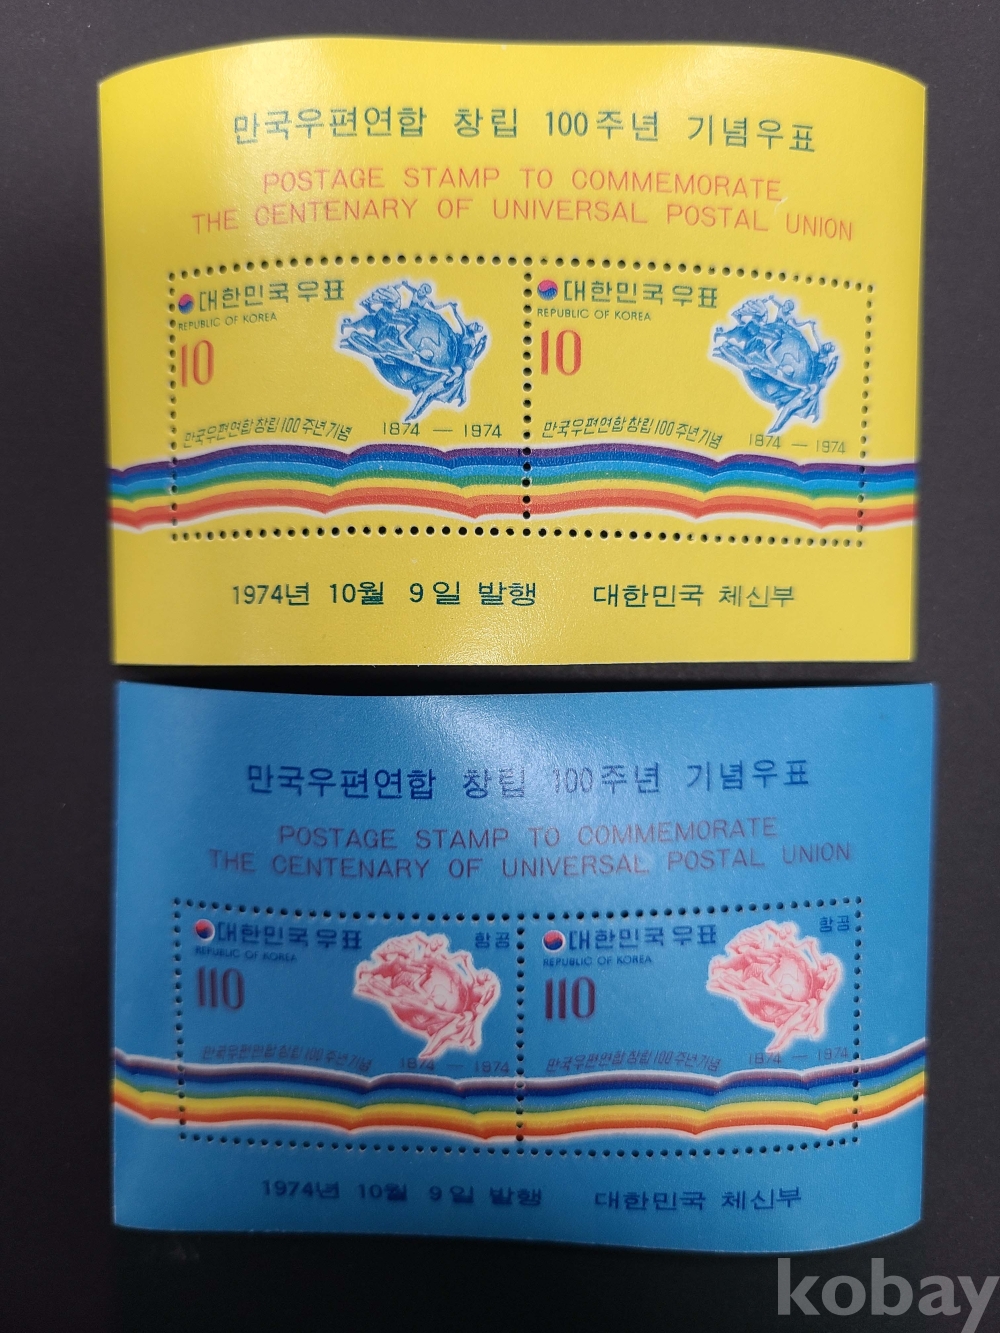 만국우편연합 창립 100주년 기념우표
POSTAGE STAMP TO COMMEMORATE
THE CENTENARY OF UNIVERSAL POSTAL UNION
대한민국우표
REPUBLIC OF KOREA
10
만국우편연합창립100주년기념
1874 — 1974
대한민국우표
REPUBLIC OF KOREA
10
만국우편연합창립100주년기념
1874 — 1974
1974년 10월 9일 발행 대한민국 체신부
만국우편연합 창립 100주년 기념우표
POSTAGE STAMP TO COMMEMORATE
THE CENTENARY OF UNIVERSAL POSTAL UNION
대한민국우표 항공
REPUBLIC OF KOREA
110
만국우편연합창립100주년기념
1874 — 1974
대한민국우표 항공
REPUBLIC OF KOREA
110
만국우편연합창립100주년기념
1874 — 1974
1974년 10월 9일 발행 대한민국 체신부
kobay